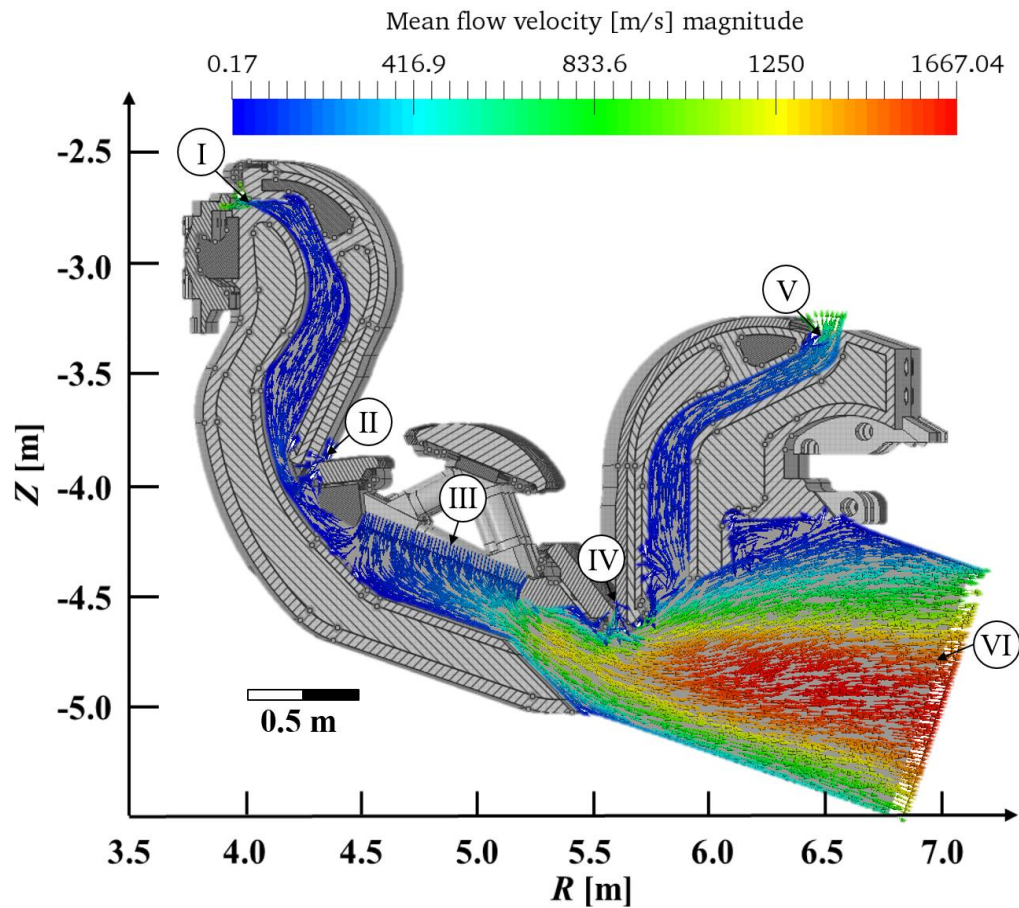 Mean flow velocity [m/s] magnitude
0.17 416.9 833.6 1250 1667.04
-2.5
I
-3.0
V
-3.5
II
Z [m]
-4.0
III
IV
-4.5
VI
-5.0
0.5 m
3.5 4.0 4.5 5.0 5.5 6.0 6.5 7.0
R [m]